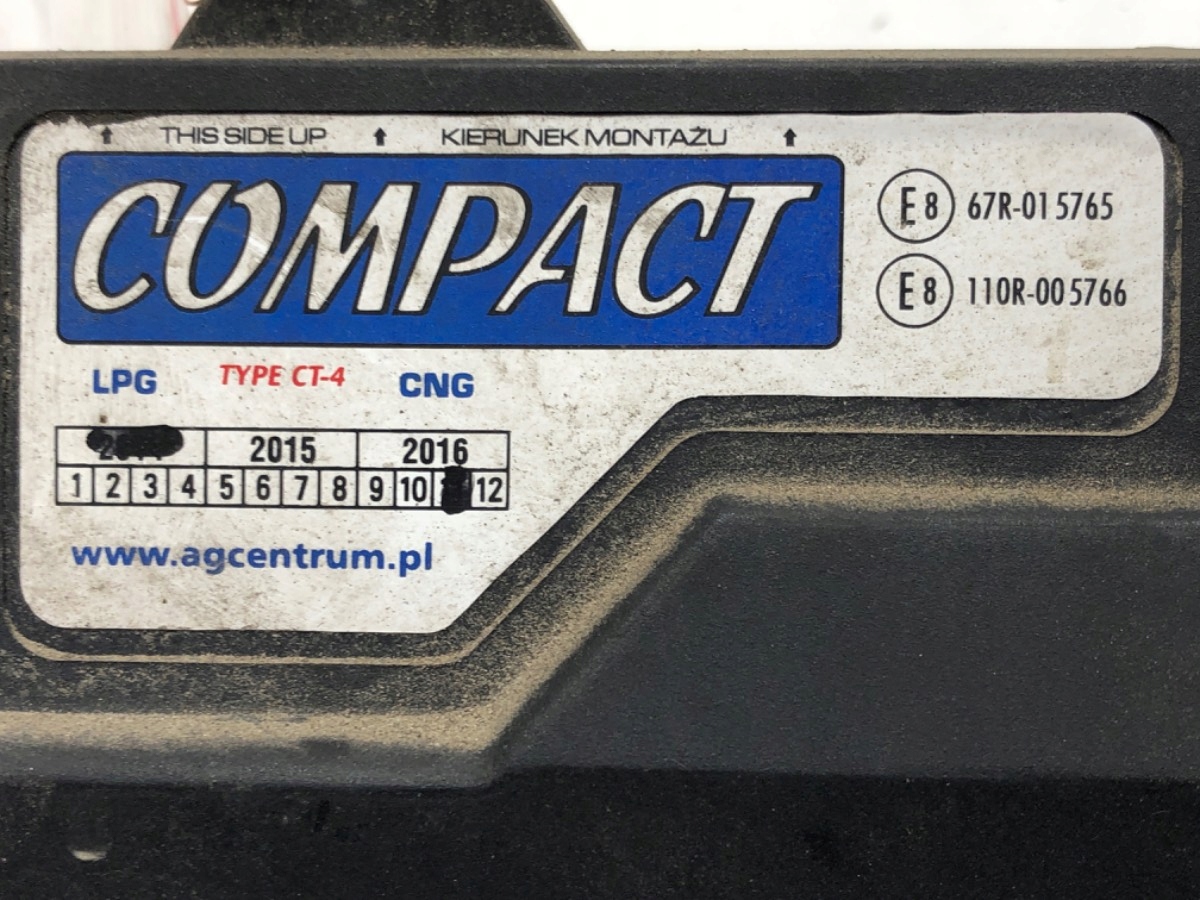 THIS SIDE UP KIERUNEK MONTAŻU
COMPACT
E8 67R-01 5765
E8 110R-00 5766
LPG TYPE CT-4 CNG
2015 2016
1 2 3 4 5 6 7 8 9 10 12
www.agcentrum.pl